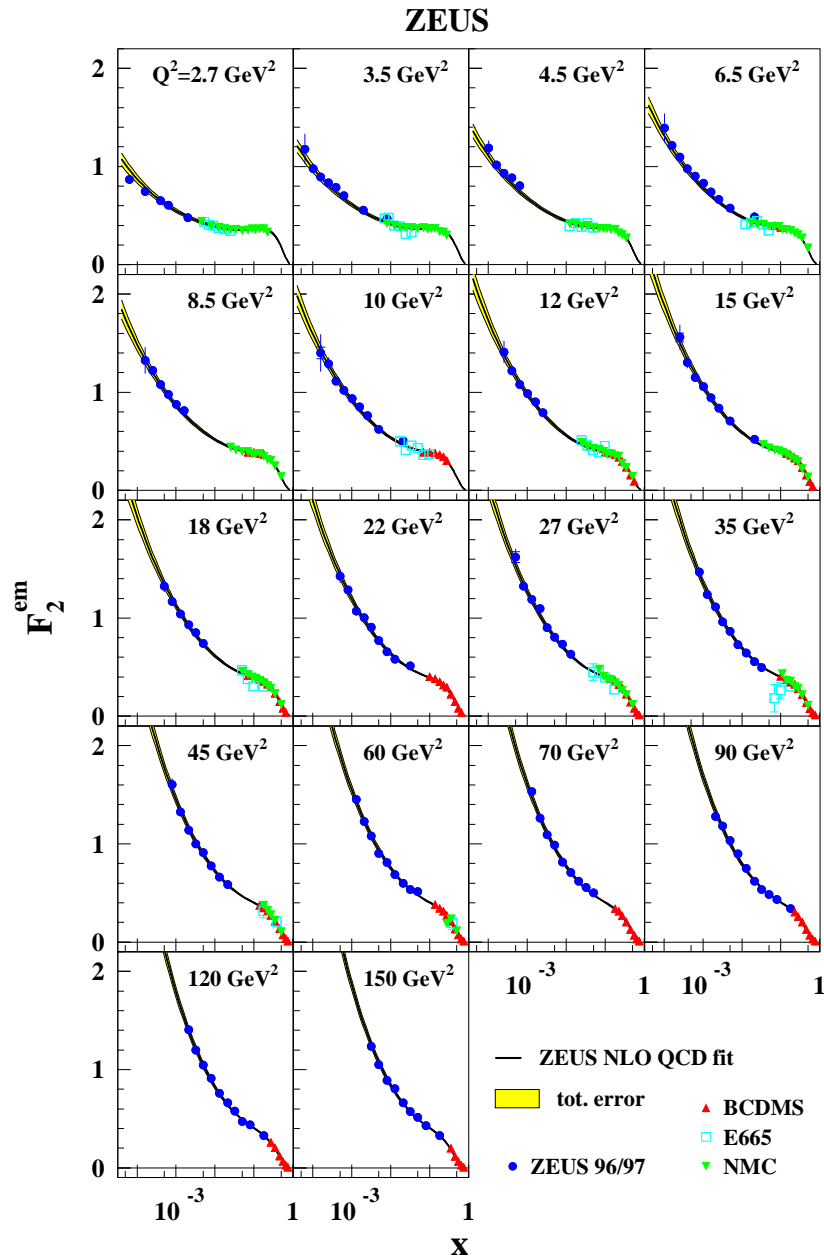 ZEUS
Q²=2.7 GeV² 3.5 GeV² 4.5 GeV² 6.5 GeV²
2
1
0
8.5 GeV² 10 GeV² 12 GeV² 15 GeV²
2
1
0
18 GeV² 22 GeV² 27 GeV² 35 GeV²
2
1
0
F₂ᵉᵐ
45 GeV² 60 GeV² 70 GeV² 90 GeV²
2
1
0
10⁻³ 1 10⁻³ 1
120 GeV² 150 GeV²
2
1
0
10⁻³ 1 10⁻³ 1
x
ZEUS NLO QCD fit
tot. error
ZEUS 96/97
BCDMS
E665
NMC